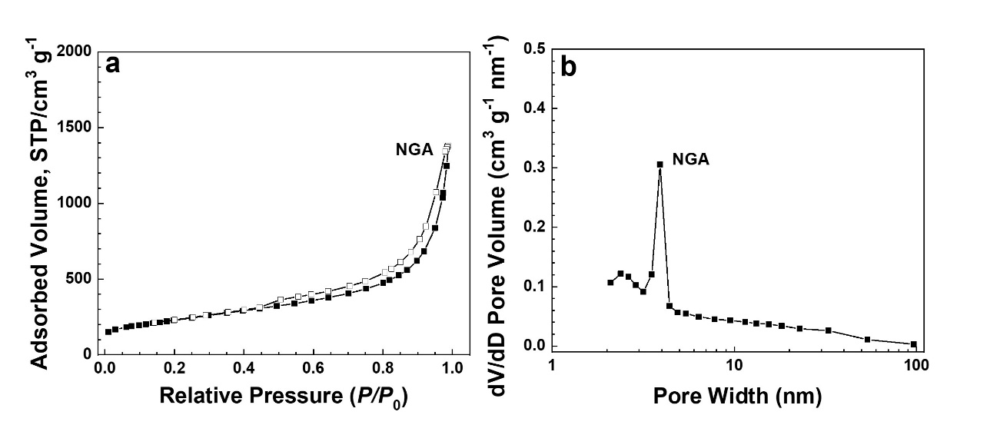 a
Adsorbed Volume, STP/cm³ g⁻¹
2000
1500
1000
500
0
NGA
0.0 0.2 0.4 0.6 0.8 1.0
Relative Pressure (P/P₀)
b
dV/dD Pore Volume (cm³ g⁻¹ nm⁻¹)
0.5
0.4
0.3
0.2
0.1
0.0
NGA
1 10 100
Pore Width (nm)